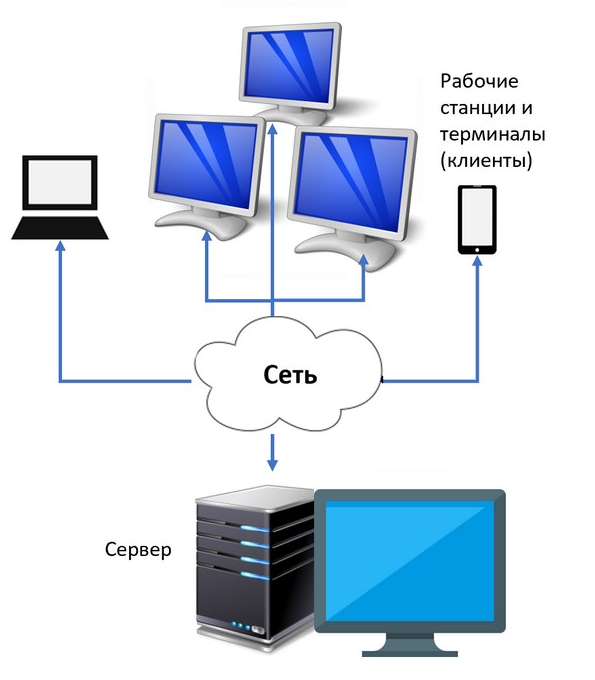 Рабочие
станции и
терминалы
(клиенты)
Сеть
Сервер